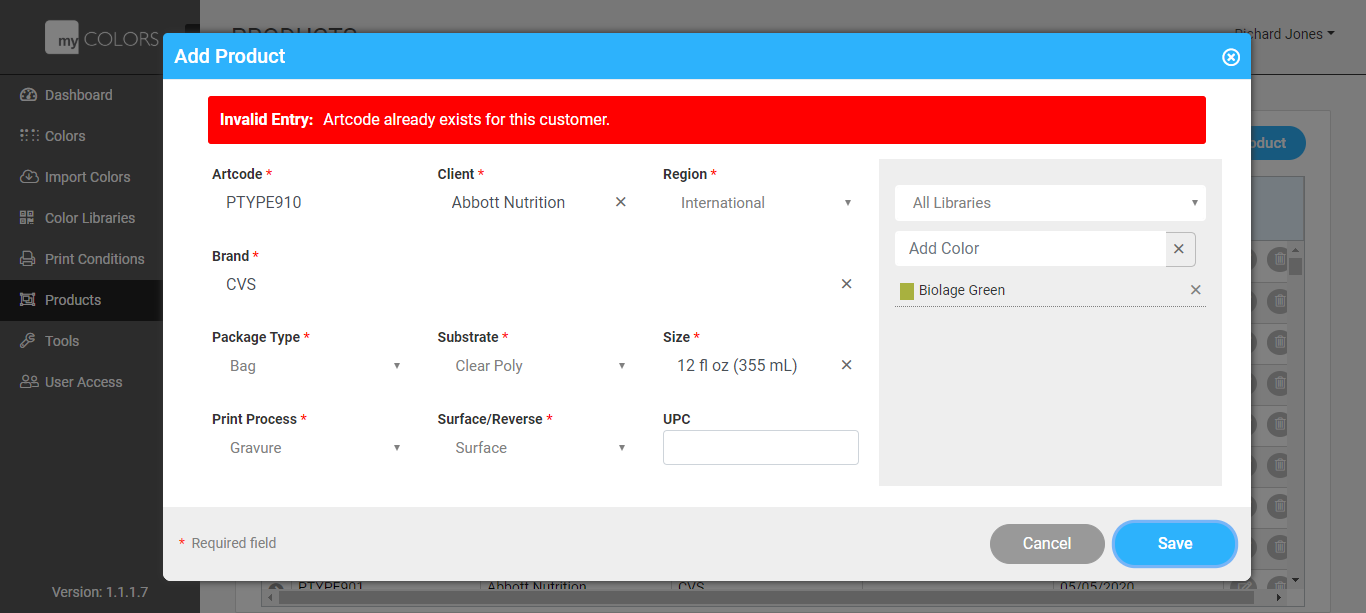 my COLORS
PRODUCTS
Richard Jones
Add Product
Invalid Entry: Artcode already exists for this customer.
Dashboard
Colors
Import Colors
Color Libraries
Print Conditions
Products
Tools
User Access
Version: 1.1.1.7
Artcode *
Client *
Region *
PTYPE910
Abbott Nutrition
International
Brand *
CVS
Package Type *
Substrate *
Size *
Bag
Clear Poly
12 fl oz (355 mL)
Print Process *
Surface/Reverse *
UPC
Gravure
Surface
All Libraries
Add Color
Biolage Green
* Required field
Cancel
Save
oduct
PTYPE901
Abbott Nutrition
CVS
05/05/2020